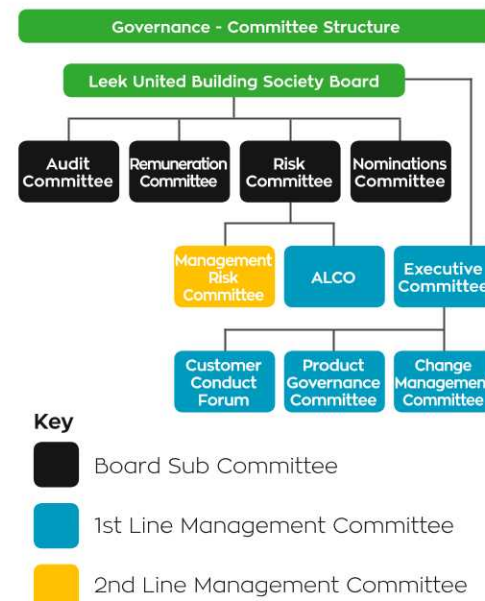 Governance - Committee Structure
Leek United Building Society Board
Audit
Committee
Remuneration
Committee
Risk
Committee
Nominations
Committee
Management
Risk
Committee
ALCO
Executive
Committee
Customer
Conduct
Forum
Product
Governance
Committee
Change
Management
Committee
Key
Board Sub Committee
1st Line Management Committee
2nd Line Management Committee